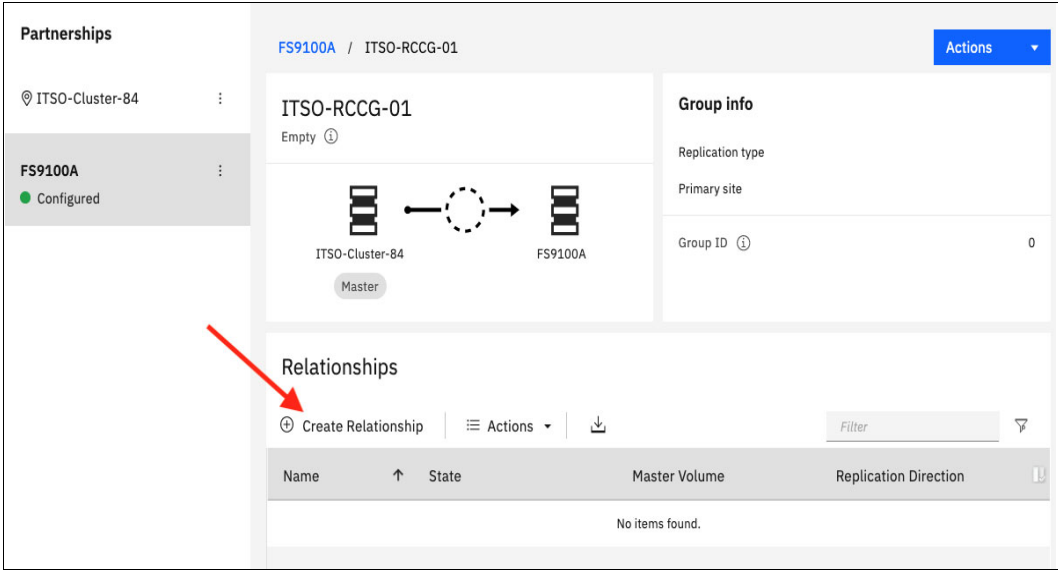 Partnerships
ITSO-Cluster-84
FS9100A
Configured
FS9100A / ITSO-RCCG-01
Actions
ITSO-RCCG-01
Empty
ITSO-Cluster-84
FS9100A
Master
Group info
Replication type
Primary site
Group ID 0
Relationships
Create Relationship Actions Filter
Name State Master Volume Replication Direction
No items found.